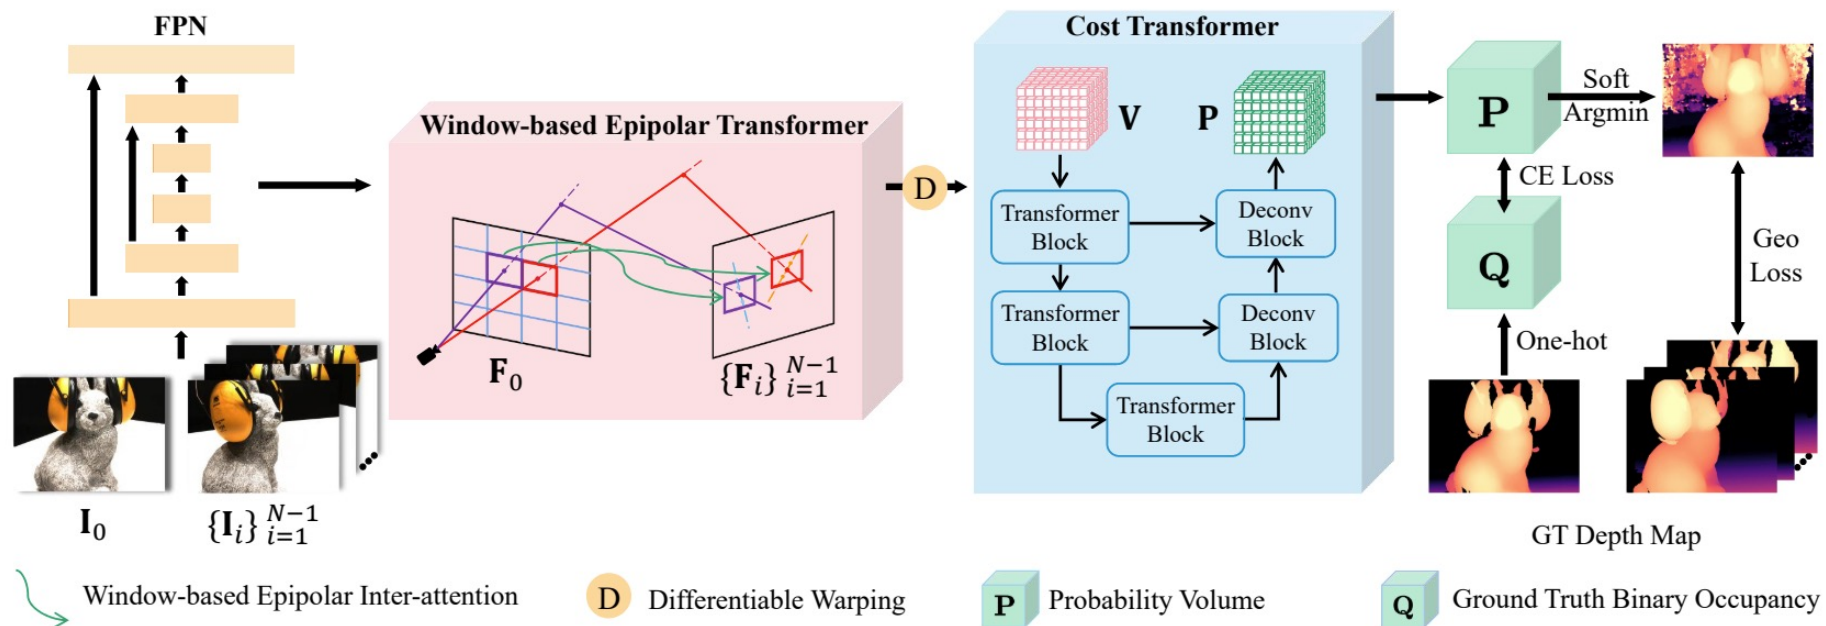 FPN
Window-based Epipolar Transformer
F₀
{Fᵢ} N−1 i=1
I₀
{Iᵢ} N−1 i=1
D
Cost Transformer
V
P
Transformer
Block
Deconv
Block
Transformer
Block
Deconv
Block
Transformer
Block
P
Soft
Argmin
CE Loss
Q
Geo
Loss
One-hot
GT Depth Map
Window-based Epipolar Inter-attention
D Differentiable Warping
P Probability Volume
Q Ground Truth Binary Occupancy